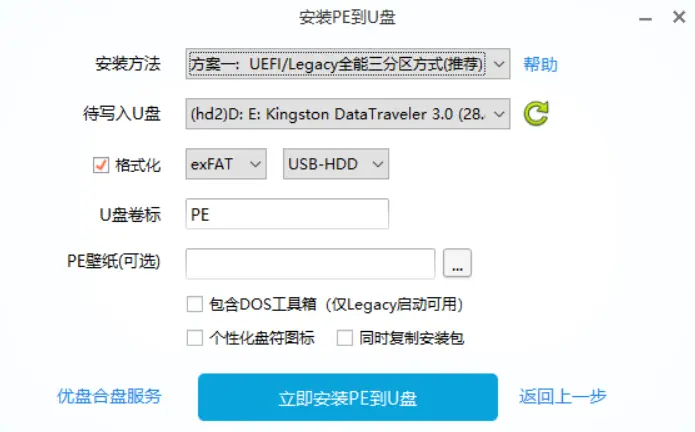 安装PE到U盘
安装方法 方案一：UEFI/Legacy全能三分区方式(推荐) 帮助
待写入U盘 (hd2)D: E: Kingston DataTraveler 3.0 (28.
格式化 exFAT USB-HDD
U盘卷标 PE
PE壁纸(可选) ...
包含DOS工具箱（仅Legacy启动可用）
个性化盘符图标 同时复制安装包
优盘合盘服务 立即安装PE到U盘 返回上一步